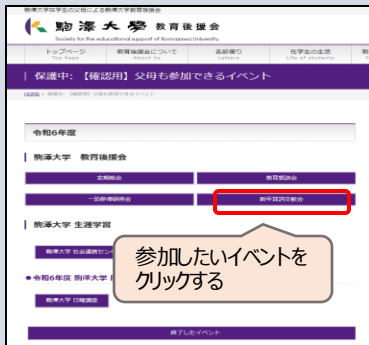 駒澤大学在学生の父母による駒澤大学教育後援会
駒澤大學 教育後援会
Society for the educational support of Komazawa University.
トップページ
Top Page
教育後援会について
About Us
各部便り
Letters
在学生の生活
Life of students
保護中: 【確認用】父母も参加できるイベント
HOME
令和6年度
駒澤大学 教育後援会
定期総会
教育懇談会
一泊参禅研修会
新年賀詞交歓会
駒澤大学 生涯学習
駒澤大学 社会連携セン
●令和6年度 駒澤大学
駒澤大学 日曜講座
参加したいイベントを
クリックする
終了したイベント